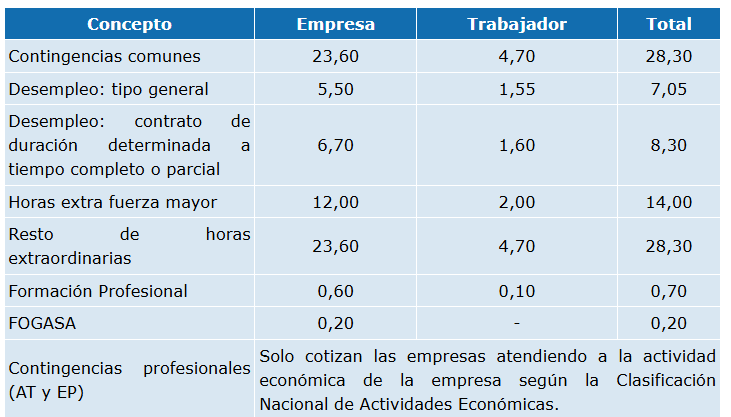 Concepto Empresa Trabajador Total
Contingencias comunes 23,60 4,70 28,30
Desempleo: tipo general 5,50 1,55 7,05
Desempleo: contrato de
duración determinada a
tiempo completo o parcial
6,70 1,60 8,30
Horas extra fuerza mayor 12,00 2,00 14,00
Resto de horas
extraordinarias
23,60 4,70 28,30
Formación Profesional 0,60 0,10 0,70
FOGASA 0,20 - 0,20
Contingencias profesionales
(AT y EP)
Solo cotizan las empresas atendiendo a la actividad
económica de la empresa según la Clasificación
Nacional de Actividades Económicas.